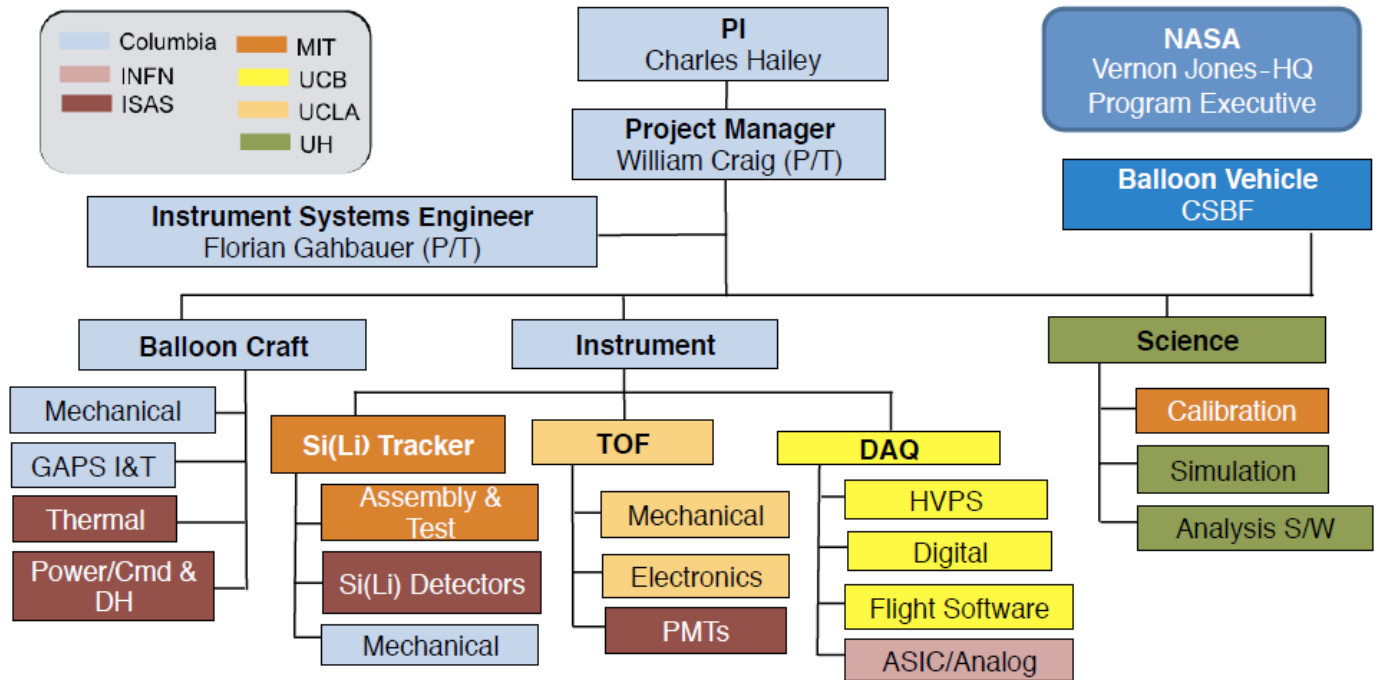 Columbia
INFN
ISAS
MIT
UCB
UCLA
UH
PI
Charles Hailey
NASA
Vernon Jones-HQ
Program Executive
Project Manager
William Craig (P/T)
Balloon Vehicle
CSBF
Instrument Systems Engineer
Florian Gahbauer (P/T)
Balloon Craft
Mechanical
GAPS I&T
Thermal
Power/Cmd &
DH
Instrument
Si(Li) Tracker
Assembly &
Test
Si(Li) Detectors
Mechanical
TOF
Mechanical
Electronics
PMTs
DAQ
HVPS
Digital
Flight Software
ASIC/Analog
Science
Calibration
Simulation
Analysis S/W